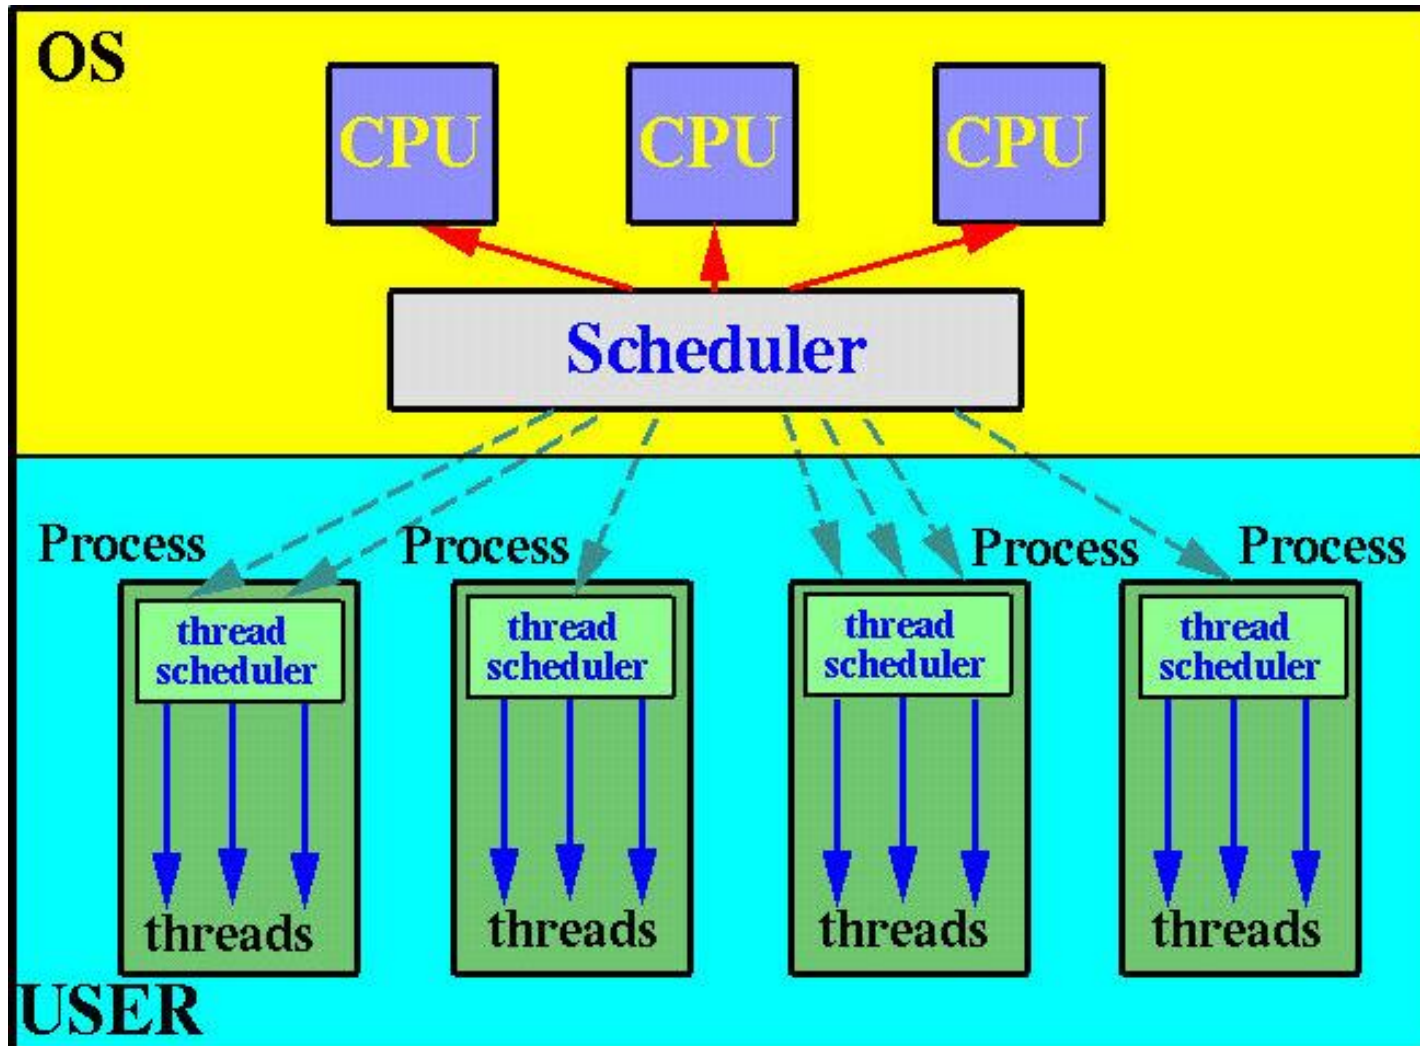 OS
CPU CPU CPU
Scheduler
Process Process Process Process
thread thread thread thread
scheduler scheduler scheduler scheduler
threads threads threads threads
USER